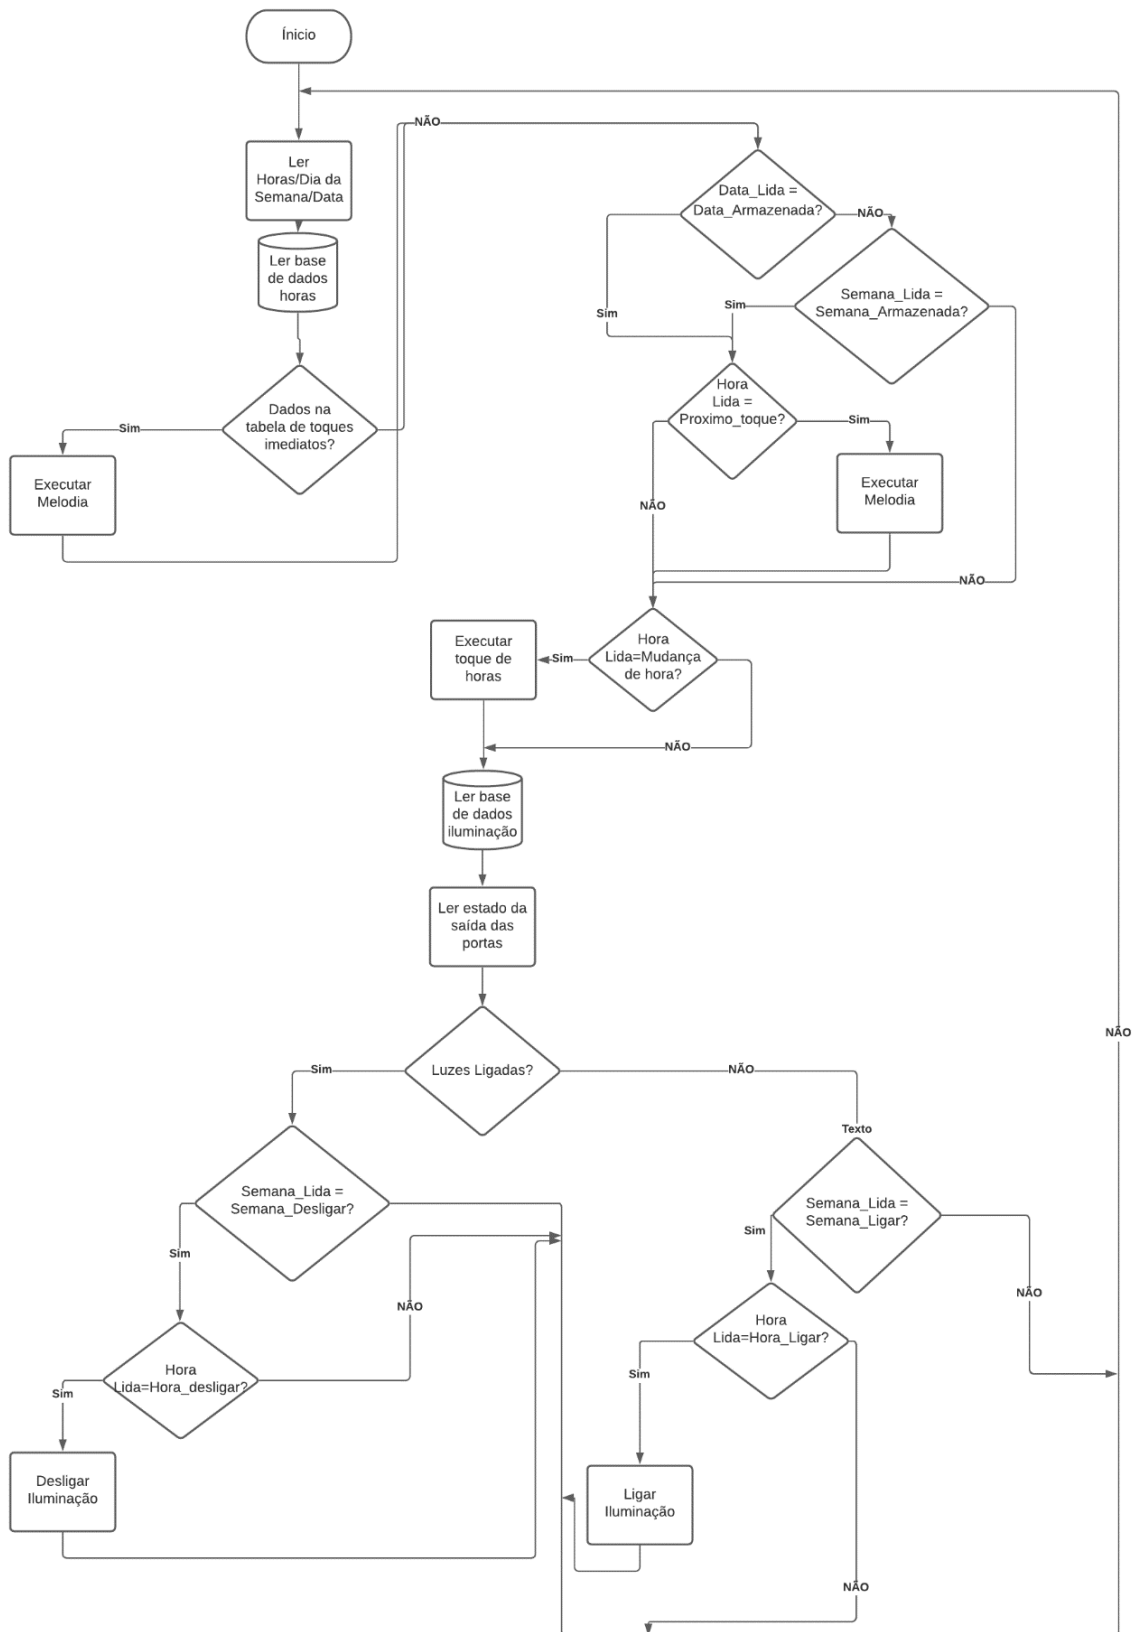 Ínicio
Ler
Horas/Dia da
Semana/Data
Ler base
de dados
horas
Dados na
tabela de toques
imediatos?
Sim
Executar
Melodia
NÃO
Data_Lida =
Data_Armazenada?
NÃO
Sim
Semana_Lida =
Semana_Armazenada?
Sim
NÃO
Hora
Lida =
Proximo_toque?
Sim
Executar
Melodia
NÃO
Hora
Lida=Mudança
de hora?
Sim
Executar
toque de
horas
NÃO
Ler base
de dados
iluminação
Ler estado da
saída das
portas
Luzes Ligadas?
Sim
NÃO
Texto
Semana_Lida =
Semana_Desligar?
Sim
Hora
Lida=Hora_desligar?
NÃO
Sim
Desligar
Iluminação
Semana_Lida =
Semana_Ligar?
Sim
NÃO
Hora
Lida=Hora_Ligar?
Sim
Ligar
Iluminação
NÃO
NÃO